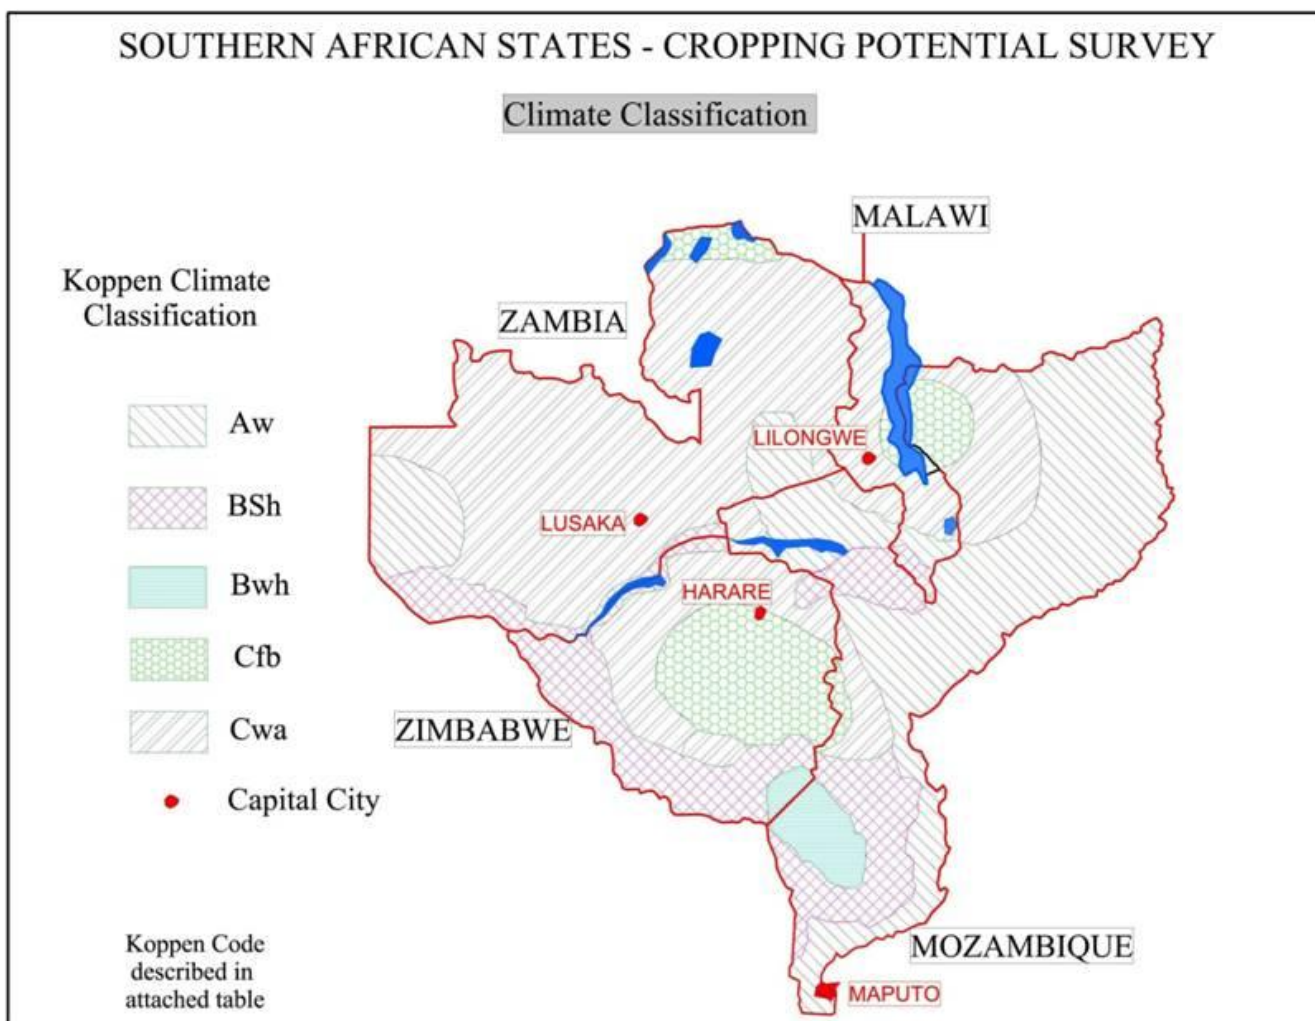 SOUTHERN AFRICAN STATES - CROPPING POTENTIAL SURVEY
Climate Classification
MALAWI
Koppen Climate
Classification
ZAMBIA
Aw
LILONGWE
BSh
LUSAKA
Bwh
HARARE
Cfb
ZIMBABWE
Cwa
Capital City
Koppen Code
described in
attached table
MOZAMBIQUE
MAPUTO